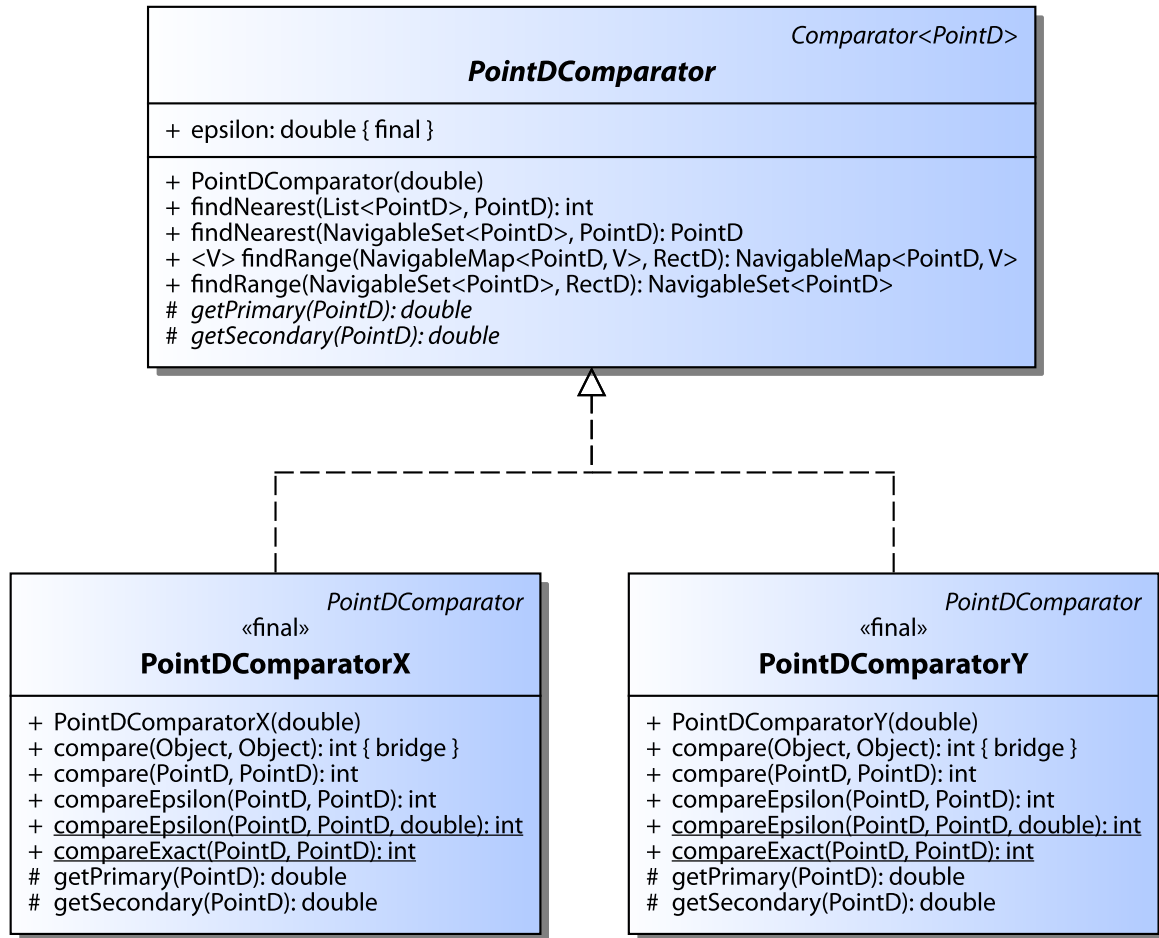 Comparator<PointD>
PointDComparator
+ epsilon: double { final }
+ PointDComparator(double)
+ findNearest(List<PointD>, PointD): int
+ findNearest(NavigableSet<PointD>, PointD): PointD
+ <V> findRange(NavigableMap<PointD, V>, RectD): NavigableMap<PointD, V>
+ findRange(NavigableSet<PointD>, RectD): NavigableSet<PointD>
# getPrimary(PointD): double
# getSecondary(PointD): double
PointDComparator
«final»
PointDComparatorX
+ PointDComparatorX(double)
+ compare(Object, Object): int { bridge }
+ compare(PointD, PointD): int
+ compareEpsilon(PointD, PointD): int
+ compareEpsilon(PointD, PointD, double): int
+ compareExact(PointD, PointD): int
# getPrimary(PointD): double
# getSecondary(PointD): double
PointDComparator
«final»
PointDComparatorY
+ PointDComparatorY(double)
+ compare(Object, Object): int { bridge }
+ compare(PointD, PointD): int
+ compareEpsilon(PointD, PointD): int
+ compareEpsilon(PointD, PointD, double): int
+ compareExact(PointD, PointD): int
# getPrimary(PointD): double
# getSecondary(PointD): double